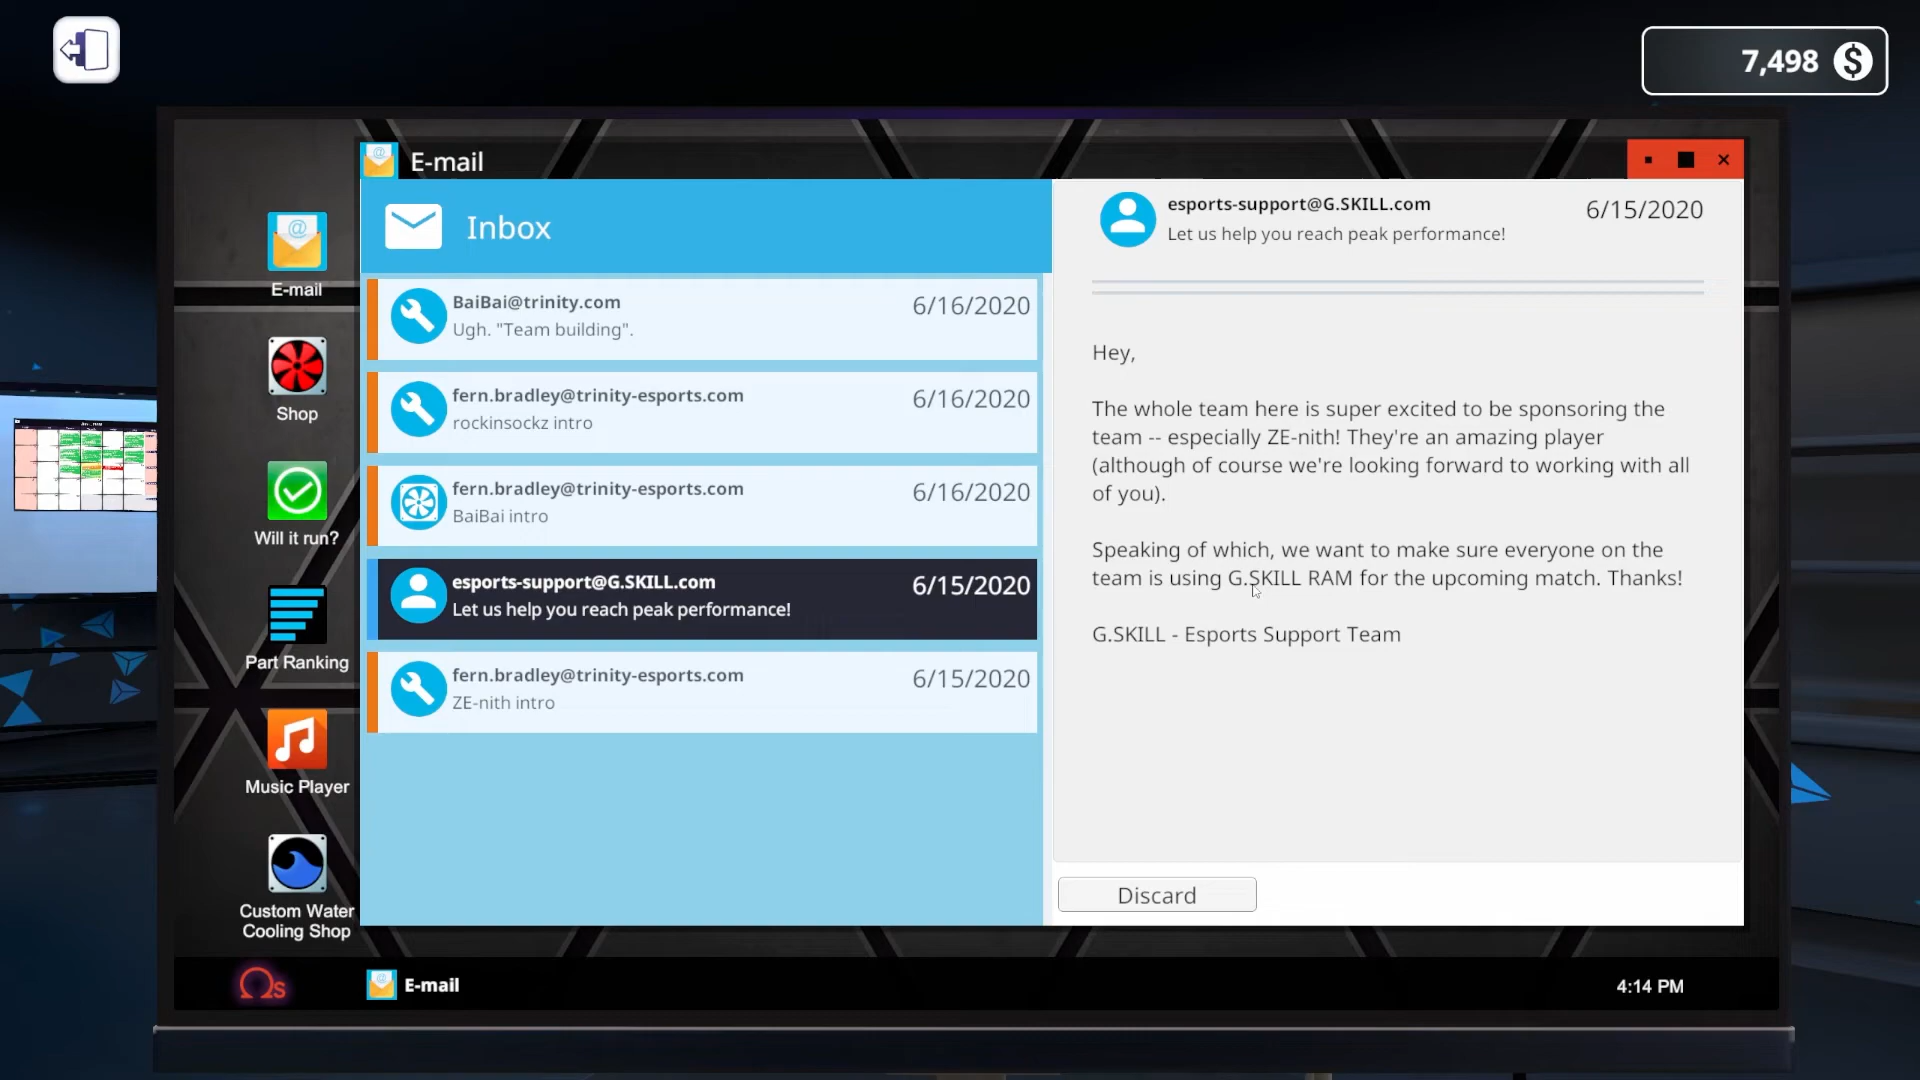 7,498 $
E-mail
E-mail
Shop
Will it run?
Part Ranking
Music Player
Custom Water
Cooling Shop
Inbox
BaiBai@trinity.com 6/16/2020
Ugh. "Team building".
fern.bradley@trinity-esports.com 6/16/2020
rockinsockz intro
fern.bradley@trinity-esports.com 6/16/2020
BaiBai intro
esports-support@G.SKILL.com 6/15/2020
Let us help you reach peak performance!
fern.bradley@trinity-esports.com 6/15/2020
ZE-nith intro
esports-support@G.SKILL.com 6/15/2020
Let us help you reach peak performance!
Hey,
The whole team here is super excited to be sponsoring the
team -- especially ZE-nith! They're an amazing player
(although of course we're looking forward to working with all
of you).
Speaking of which, we want to make sure everyone on the
team is using G.SKILL RAM for the upcoming match. Thanks!
G.SKILL - Esports Support Team
Discard
Ωs
E-mail
4:14 PM